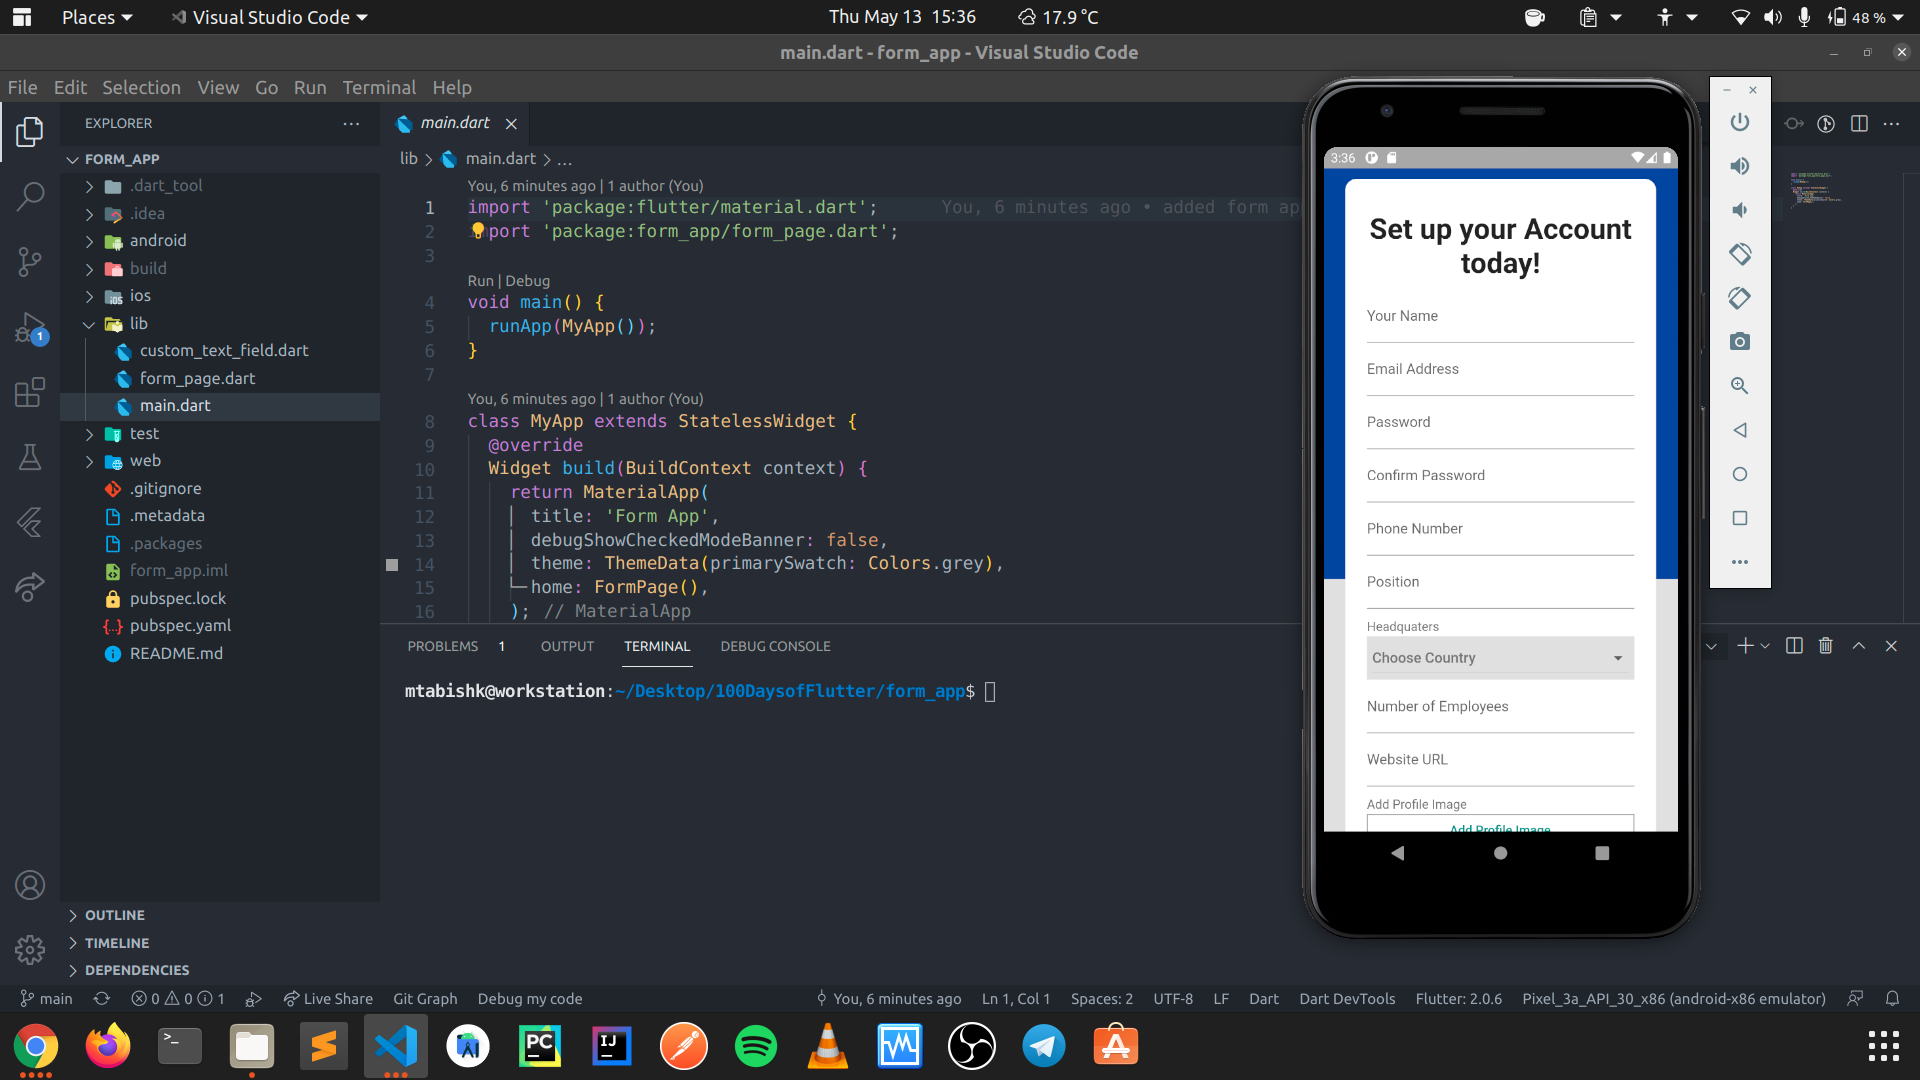 Places
Visual Studio Code
Thu May 13 15:36
17.9 °C
48 %
main.dart - form_app - Visual Studio Code
File Edit Selection View Go Run Terminal Help
EXPLORER
FORM_APP
.dart_tool
.idea
android
build
ios
lib
custom_text_field.dart
form_page.dart
main.dart
test
web
.gitignore
.metadata
.packages
form_app.iml
pubspec.lock
pubspec.yaml
README.md
OUTLINE
TIMELINE
DEPENDENCIES
1
main.dart
lib > main.dart > ...
You, 6 minutes ago | 1 author (You)
1 import 'package:flutter/material.dart'; You, 6 minutes ago • added form ap
2 import 'package:form_app/form_page.dart';
3
Run | Debug
4 void main() {
5 runApp(MyApp());
6 }
7
You, 6 minutes ago | 1 author (You)
8 class MyApp extends StatelessWidget {
9 @override
10 Widget build(BuildContext context) {
11 return MaterialApp(
12 title: 'Form App',
13 debugShowCheckedModeBanner: false,
14 theme: ThemeData(primarySwatch: Colors.grey),
15 home: FormPage(),
16 ); // MaterialApp
PROBLEMS 1 OUTPUT TERMINAL DEBUG CONSOLE
mtabishk@workstation:~/Desktop/100DaysofFlutter/form_app$
3:36
Set up your Account
today!
Your Name
Email Address
Password
Confirm Password
Phone Number
Position
Headquaters
Choose Country
Number of Employees
Website URL
Add Profile Image
Add Profile Image
main
0 0 1
Live Share
Git Graph
Debug my code
You, 6 minutes ago
Ln 1, Col 1
Spaces: 2
UTF-8
LF
Dart
Dart DevTools
Flutter: 2.0.6
Pixel_3a_API_30_x86 (android-x86 emulator)
>_
PC
IJ